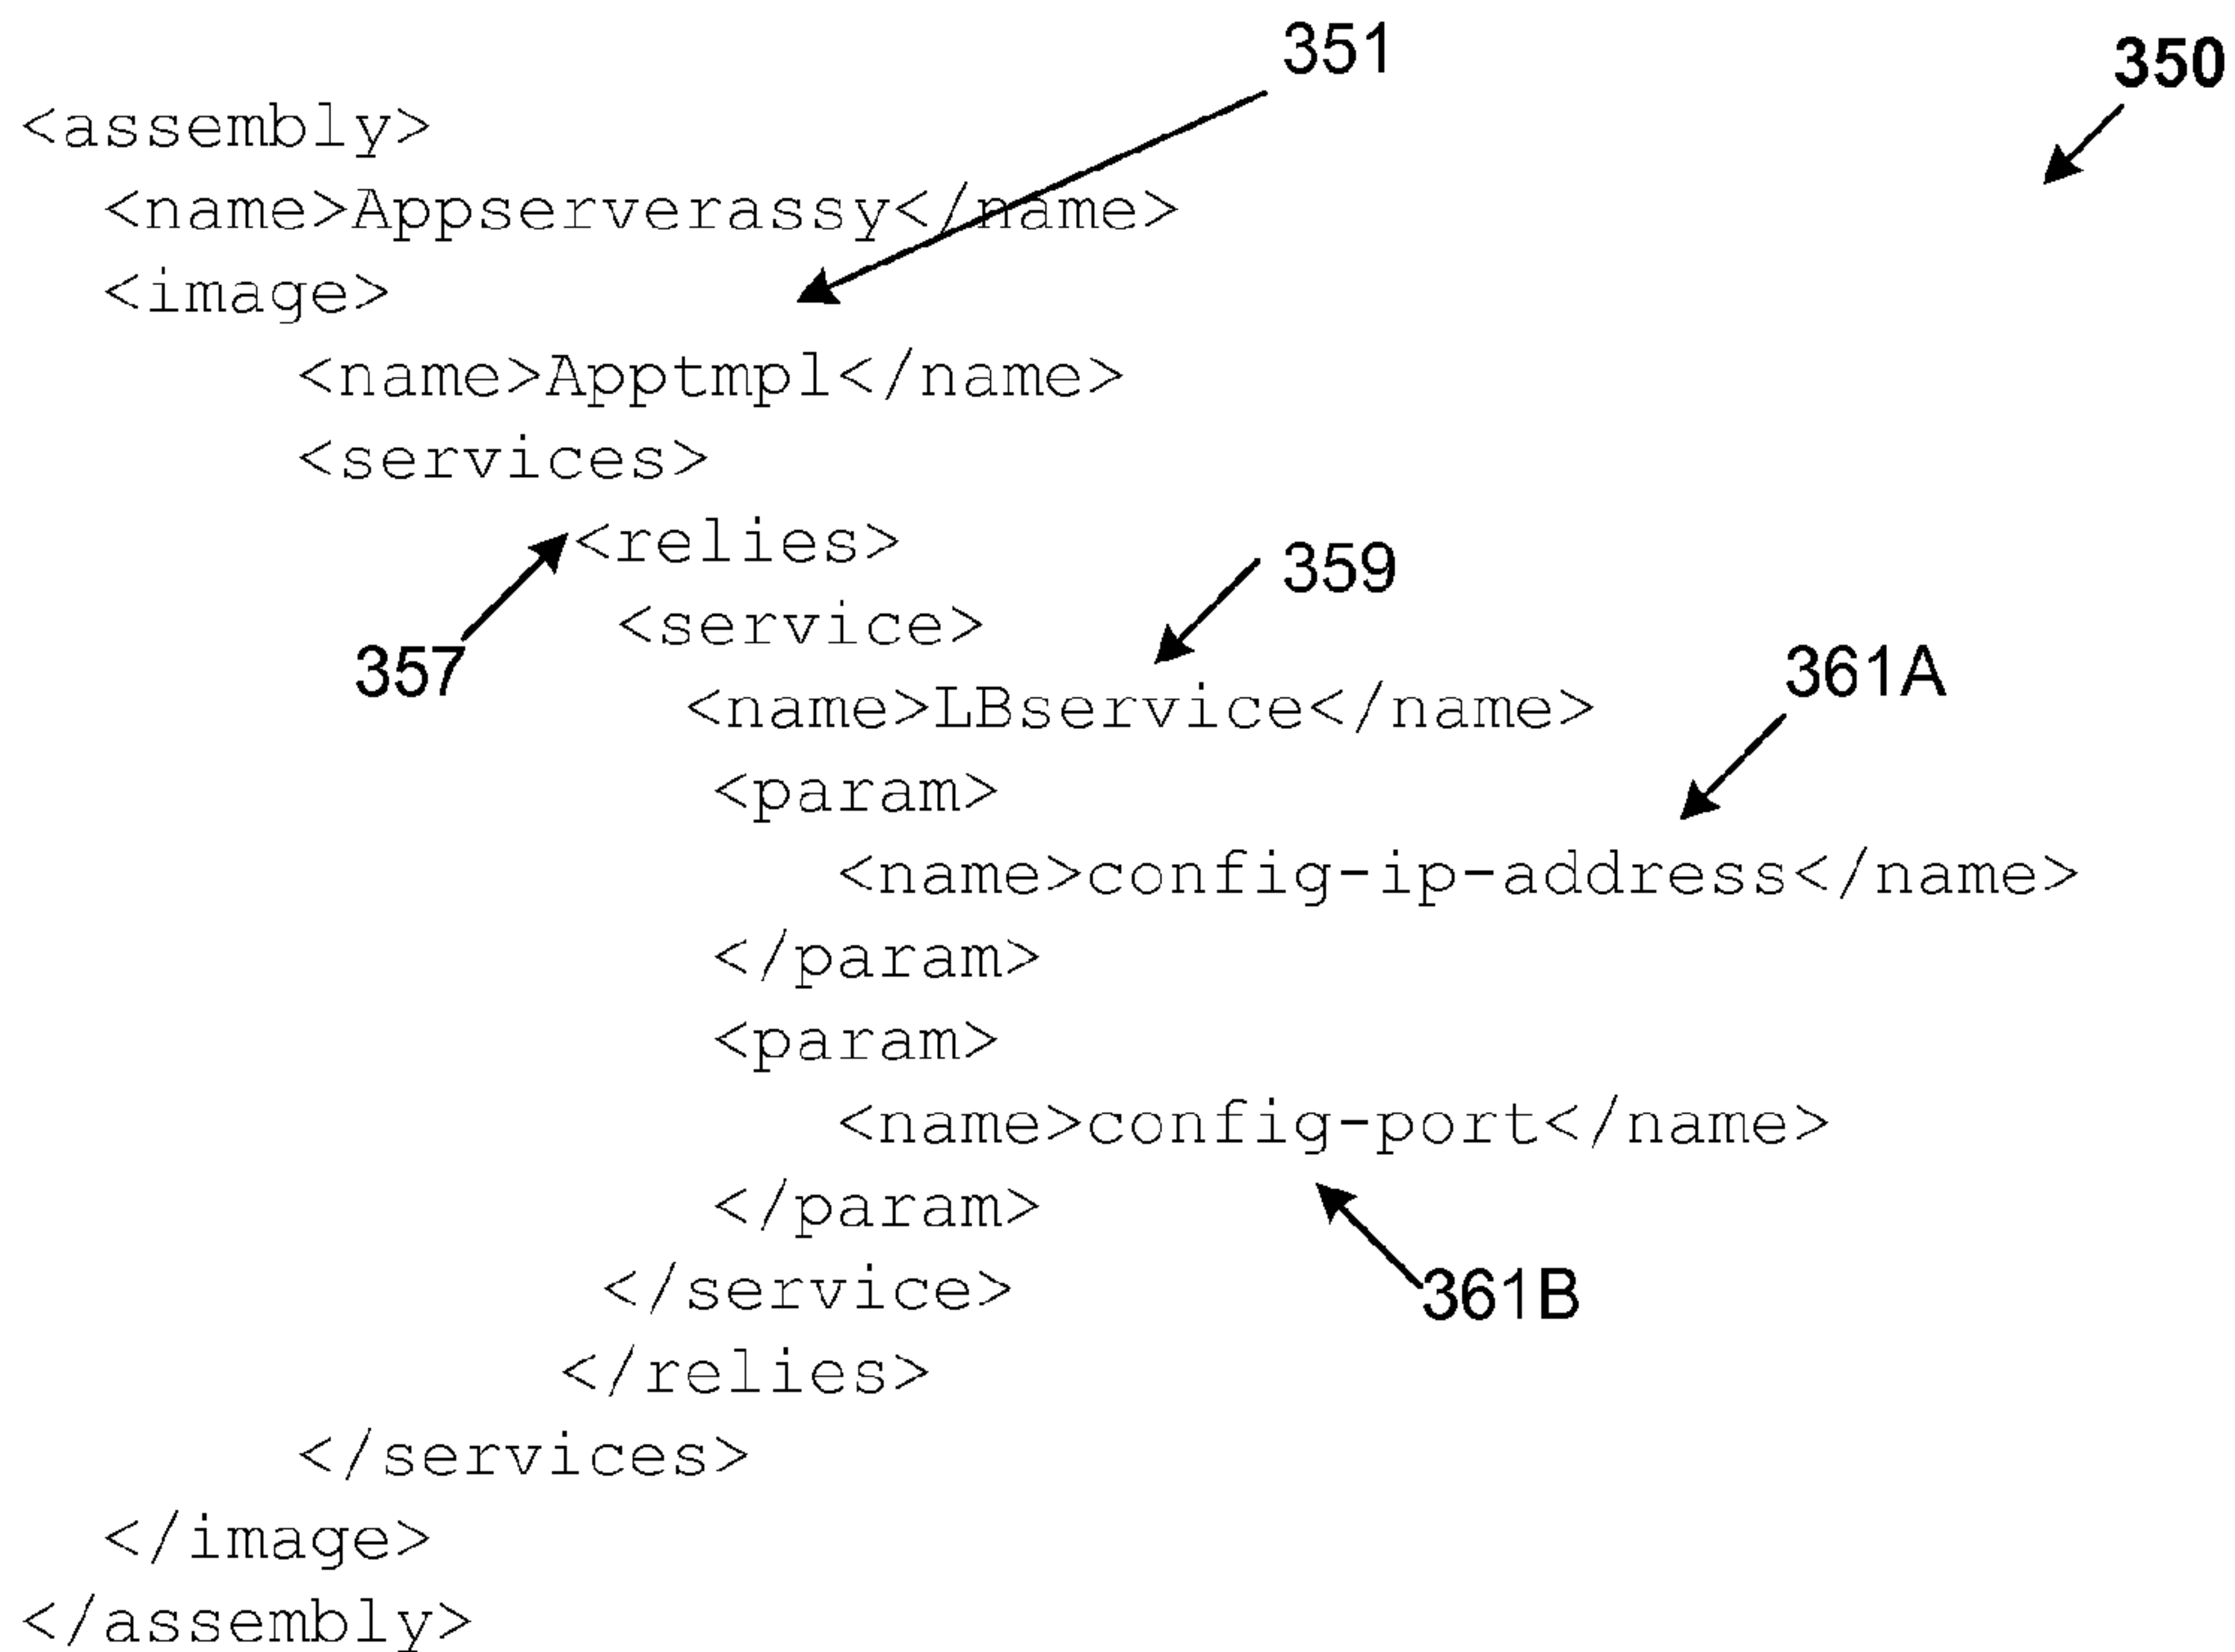 351
350
<assembly>
<name>Appserverassy</name>
<image>
<name>Apptmpl</name>
<services>
<relies>
359
<service>
357
361A
<name>LBservice</name>
<param>
<name>config-ip-address</name>
</param>
<param>
<name>config-port</name>
</param>
</service>
361B
</relies>
</services>
</image>
</assembly>